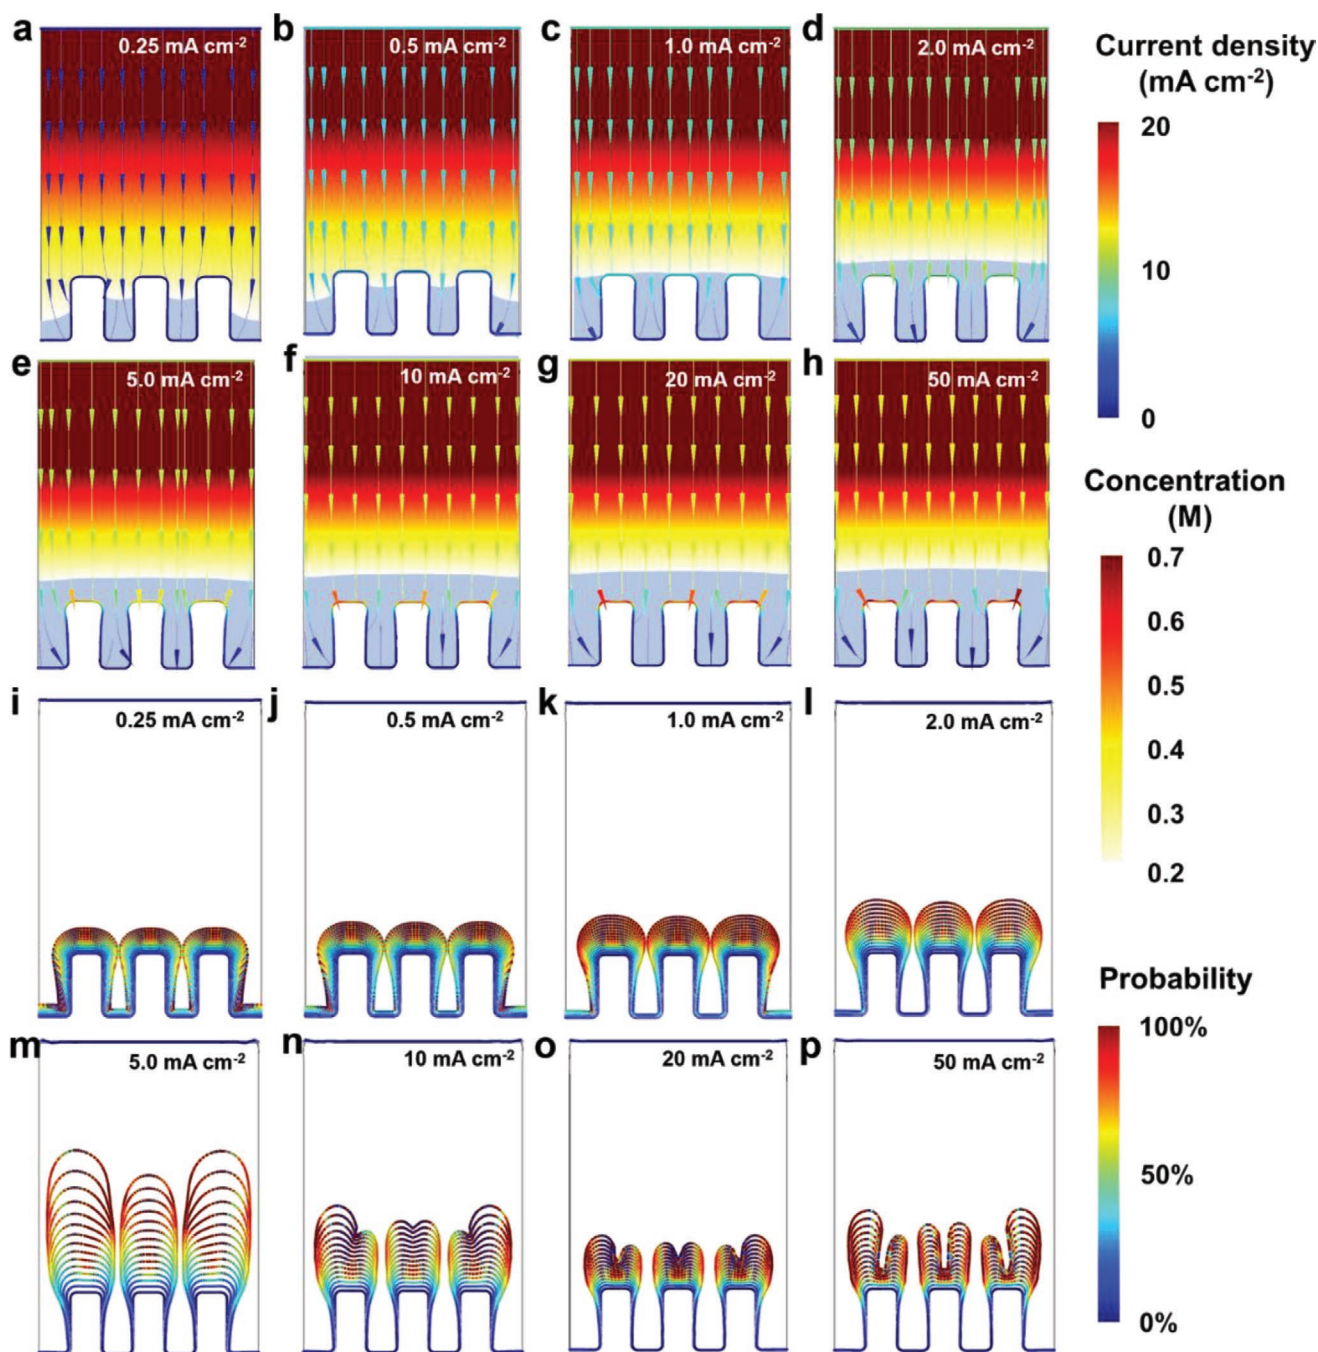 a 0.25 mA cm⁻² b 0.5 mA cm⁻² c 1.0 mA cm⁻² d 2.0 mA cm⁻²
e 5.0 mA cm⁻² f 10 mA cm⁻² g 20 mA cm⁻² h 50 mA cm⁻²
i 0.25 mA cm⁻² j 0.5 mA cm⁻² k 1.0 mA cm⁻² l 2.0 mA cm⁻²
m 5.0 mA cm⁻² n 10 mA cm⁻² o 20 mA cm⁻² p 50 mA cm⁻²
Current density
(mA cm⁻²)
20
10
0
Concentration
(M)
0.7
0.6
0.5
0.4
0.3
0.2
Probability
100%
50%
0%